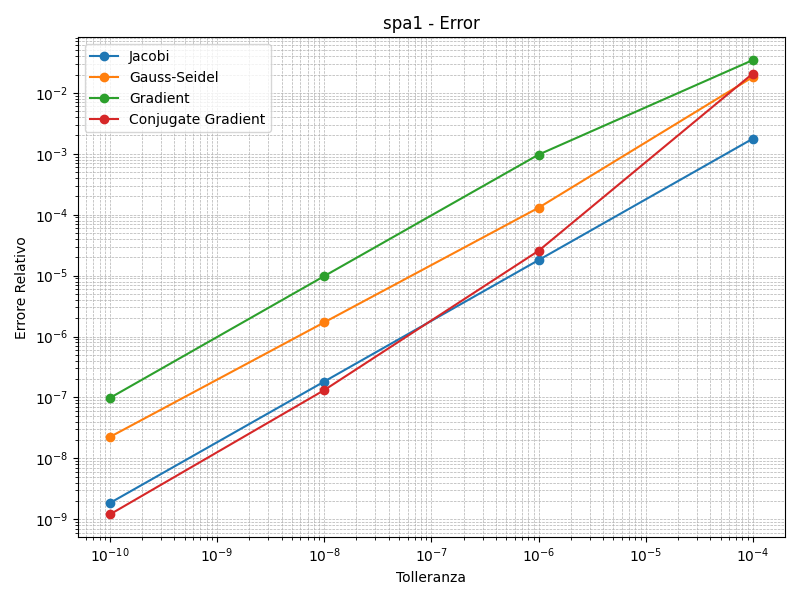 spa1 - Error
Jacobi
Gauss-Seidel
Gradient
Conjugate Gradient
Errore Relativo
10⁻²
10⁻³
10⁻⁴
10⁻⁵
10⁻⁶
10⁻⁷
10⁻⁸
10⁻⁹
10⁻¹⁰ 10⁻⁹ 10⁻⁸ 10⁻⁷ 10⁻⁶ 10⁻⁵ 10⁻⁴
Tolleranza